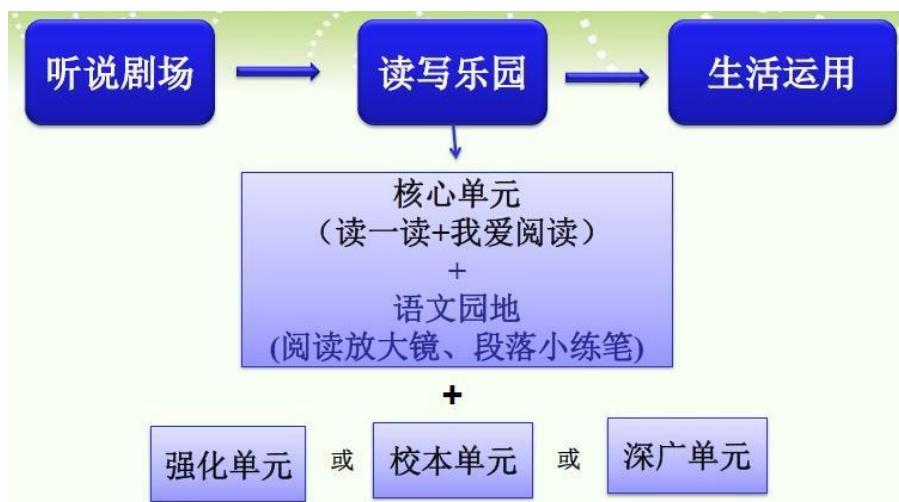 听说剧场 读写乐园 生活运用
核心单元
（读一读+我爱阅读）
+
语文园地
(阅读放大镜、段落小练笔)
+
强化单元 或 校本单元 或 深广单元